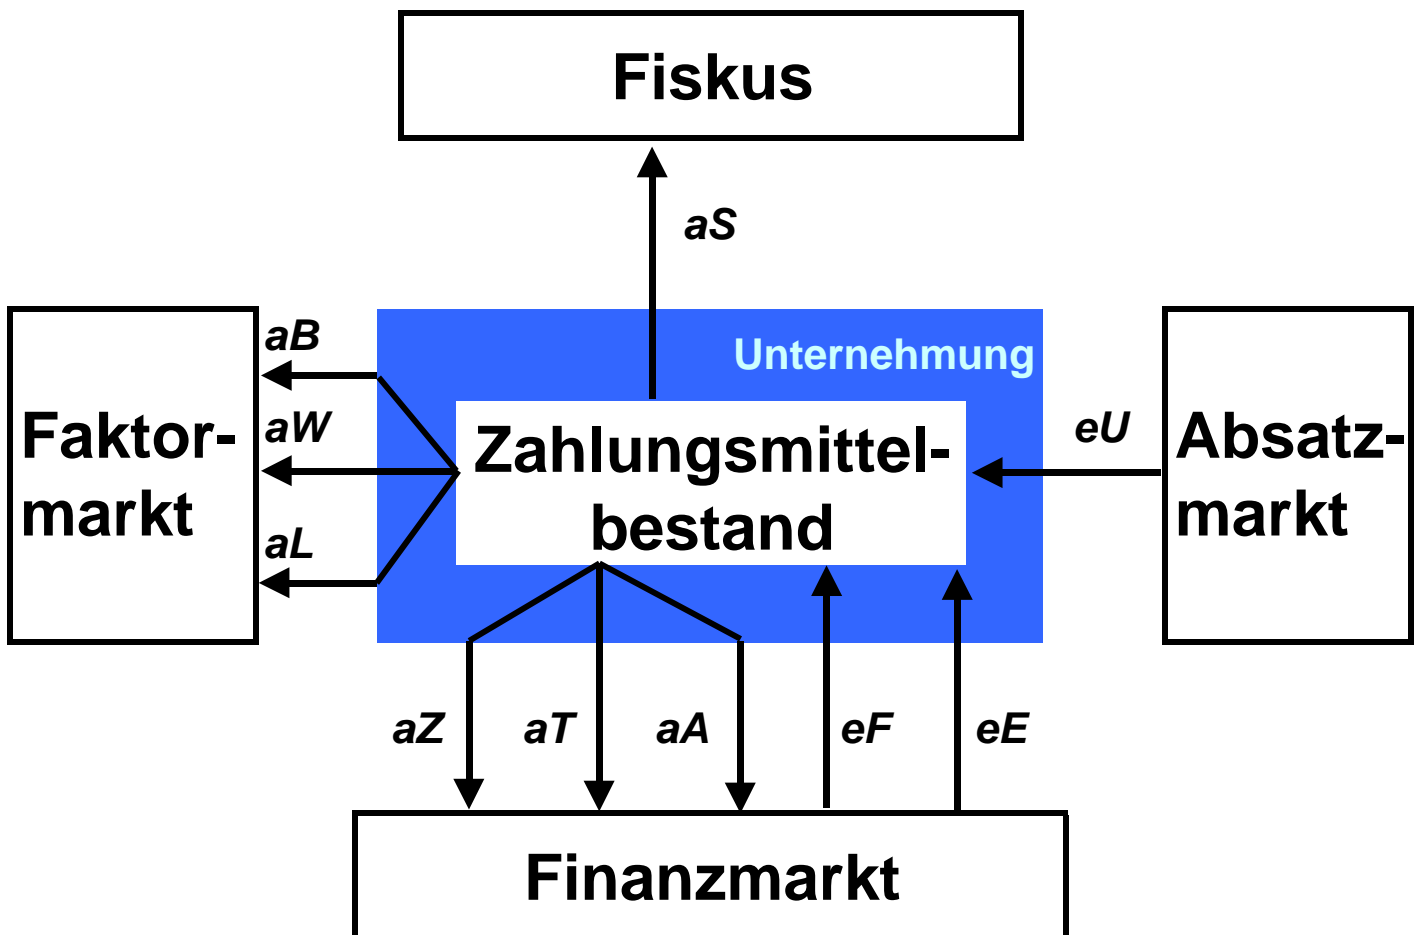 Fiskus
aS
Unternehmung
aB
aW
aL
Faktor-
markt
Zahlungsmittel-
bestand
eU
Absatz-
markt
aZ
aT
aA
eF
eE
Finanzmarkt